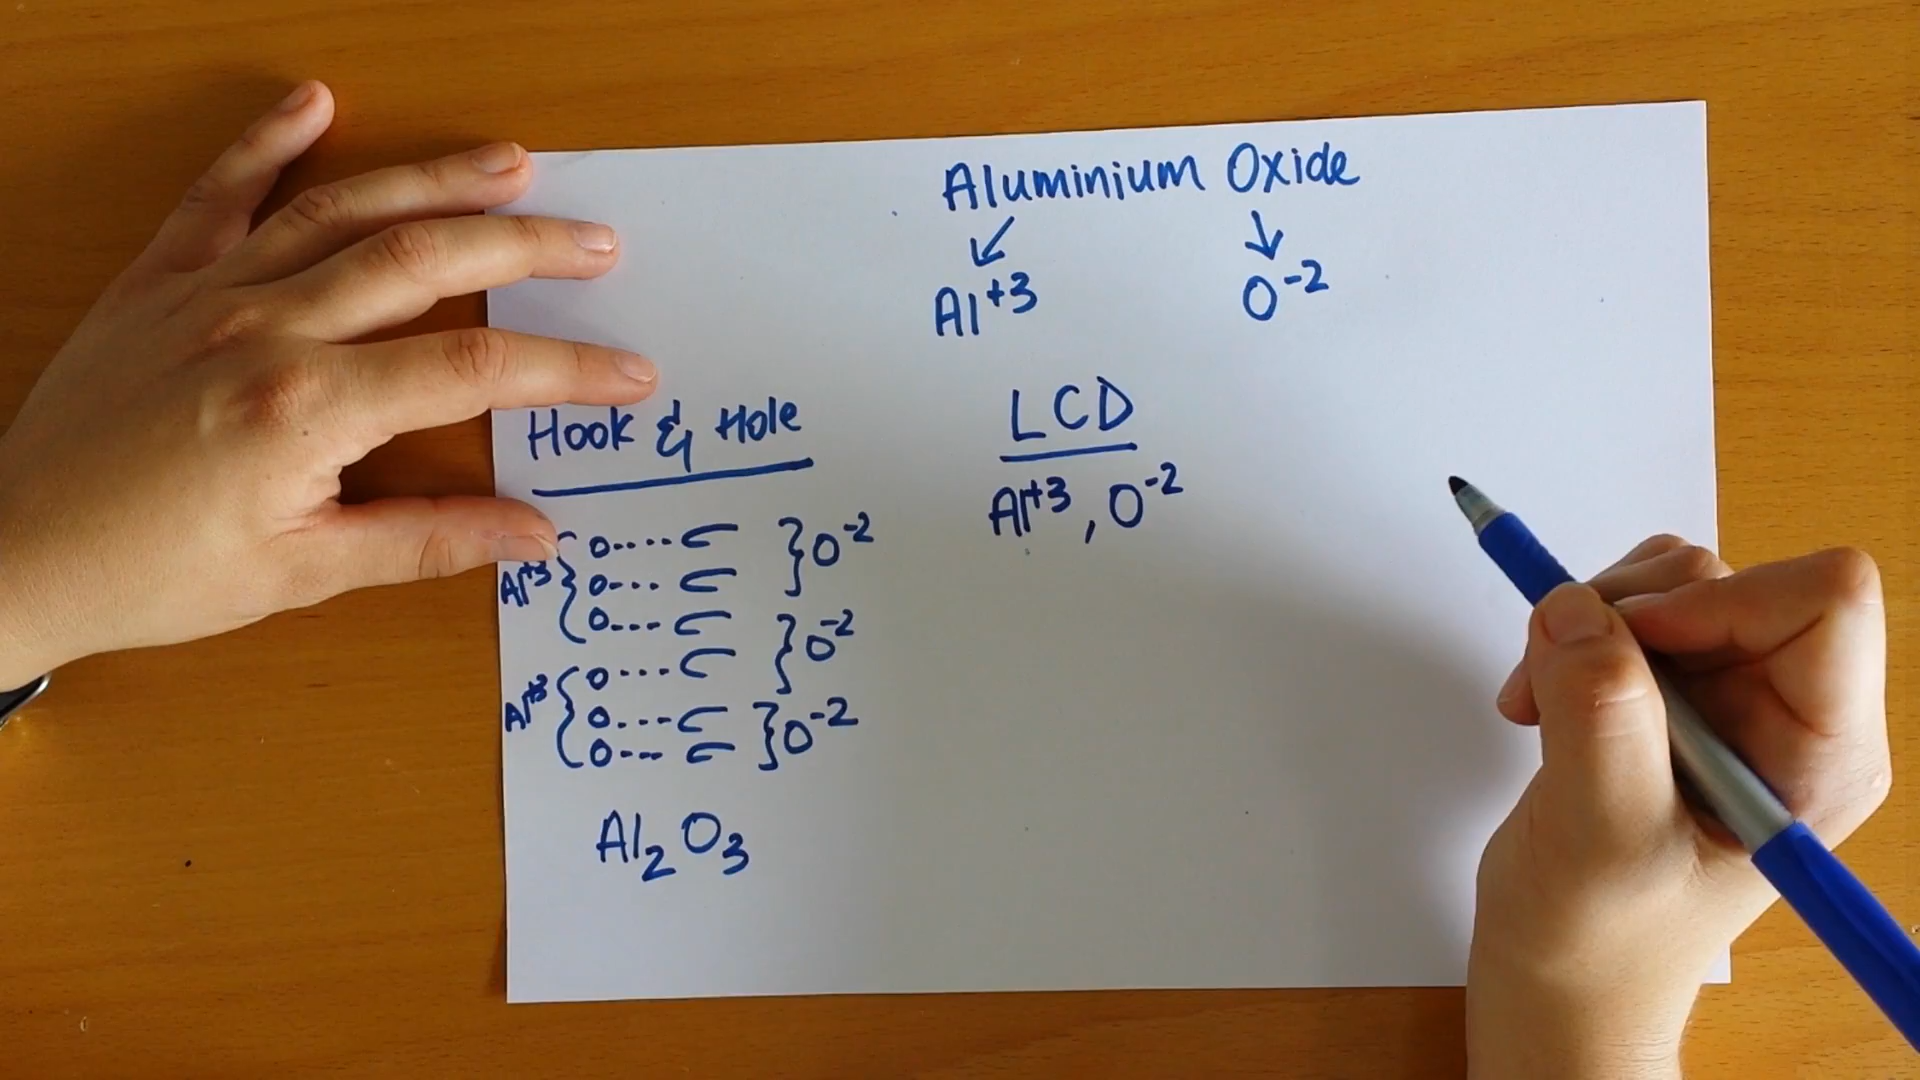 Aluminium Oxide
Al+3 O-2
Hook & Hole
Al+3 O-2
O-2
Al+3 O-2
Al2O3
LCD
Al+3, O-2